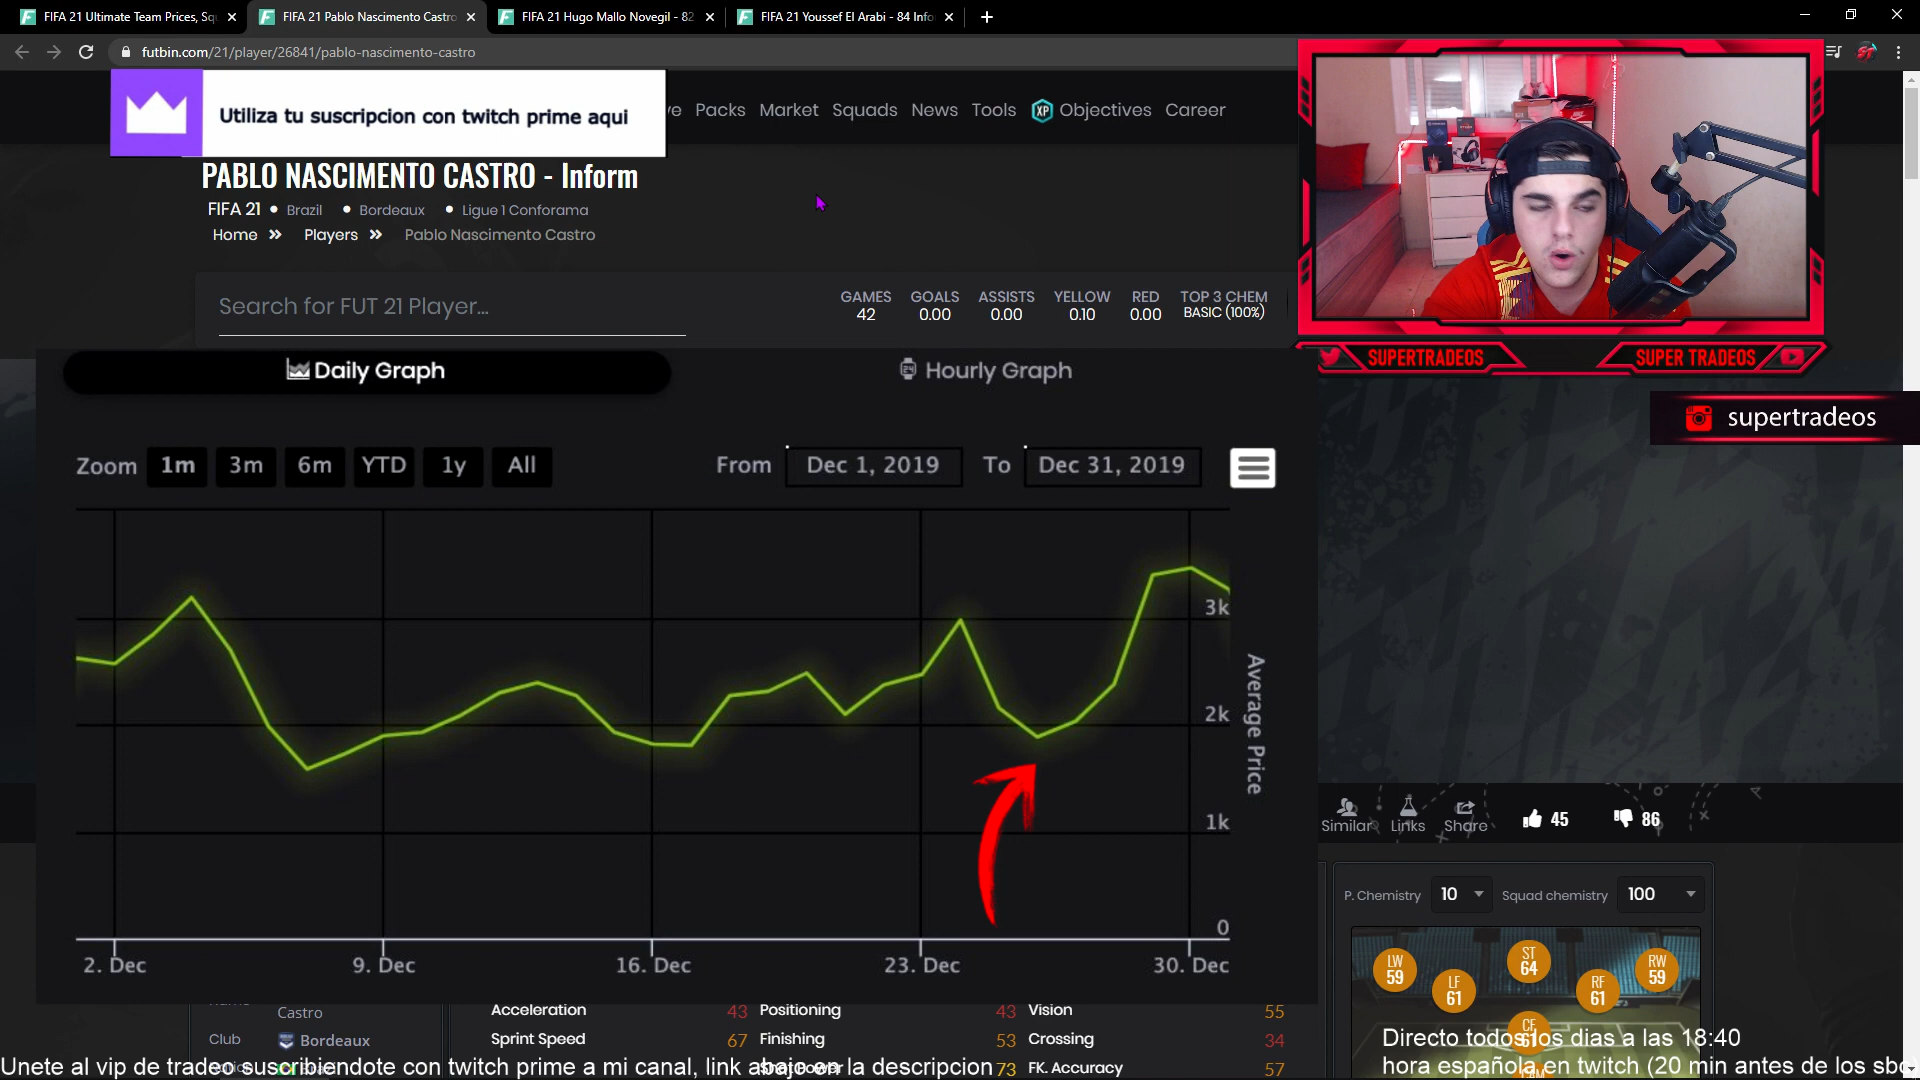 FIFA 21 Ultimate Team Prices, Squ
FIFA 21 Pablo Nascimento Castro
FIFA 21 Hugo Mallo Novegil - 82
FIFA 21 Youssef El Arabi - 84 Info
futbin.com/21/player/26841/pablo-nascimento-castro
Utiliza tu suscripcion con twitch prime aqui
Packs Market Squads News Tools XP Objectives Career
PABLO NASCIMENTO CASTRO - Inform
FIFA 21 • Brazil • Bordeaux • Ligue 1 Conforama
Home » Players » Pablo Nascimento Castro
Search for FUT 21 Player...
GAMES GOALS ASSISTS YELLOW RED TOP 3 CHEM
42 0.00 0.00 0.10 0.00 BASIC (100%)
SUPERTRADEOS SUPER TRADEOS
supertradeos
Daily Graph Hourly Graph
Zoom 1m 3m 6m YTD 1y All From Dec 1, 2019 To Dec 31, 2019
3k
2k
1k
0
Average Price
2. Dec 9. Dec 16. Dec 23. Dec 30. Dec
Similar Links Share 45 86
P. Chemistry 10 Squad chemistry 100
LW 59
LF 61
ST 64
RF 61
RW 59
CF 61
Castro
Club Bordeaux
Acceleration 43 Positioning 43 Vision 55
Sprint Speed 67 Finishing 53 Crossing 34
73 FK. Accuracy 57
Directo todos los dias a las 18:40
hora española en twitch (20 min antes de los sbc
Unete al vip de tradeo suscribiendote con twitch prime a mi canal, link abajo en la descripcion